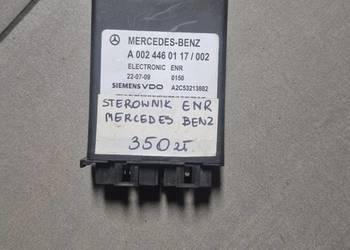 MERCEDES-BENZ
A 002 446 01 17 / 002
ELECTRONIC ENR
22-07-09 0150
SIEMENS VDO A2C53213882
STEROWNIK ENR
MERCEDES BENZ
350 zł